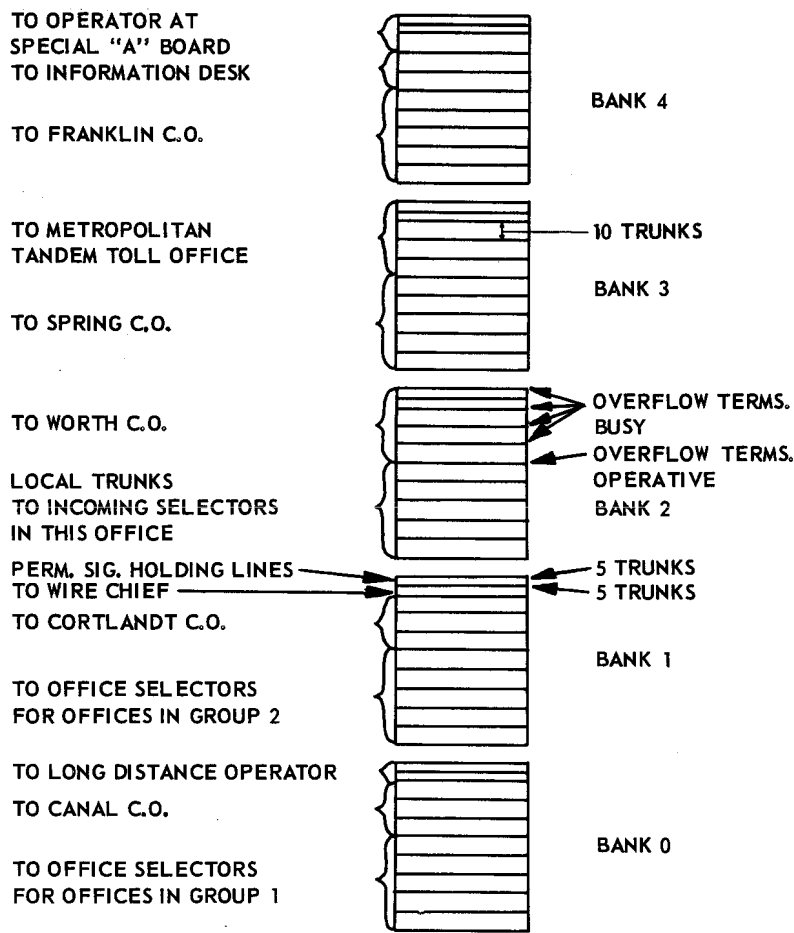 TO OPERATOR AT
SPECIAL "A" BOARD
TO INFORMATION DESK
BANK 4
TO FRANKLIN C.O.
TO METROPOLITAN
TANDEM TOLL OFFICE
10 TRUNKS
BANK 3
TO SPRING C.O.
OVERFLOW TERMS.
BUSY
TO WORTH C.O.
OVERFLOW TERMS.
OPERATIVE
LOCAL TRUNKS
TO INCOMING SELECTORS
IN THIS OFFICE
BANK 2
PERM. SIG. HOLDING LINES
5 TRUNKS
TO WIRE CHIEF
5 TRUNKS
TO CORTLANDT C.O.
BANK 1
TO OFFICE SELECTORS
FOR OFFICES IN GROUP 2
TO LONG DISTANCE OPERATOR
TO CANAL C.O.
BANK 0
TO OFFICE SELECTORS
FOR OFFICES IN GROUP 1